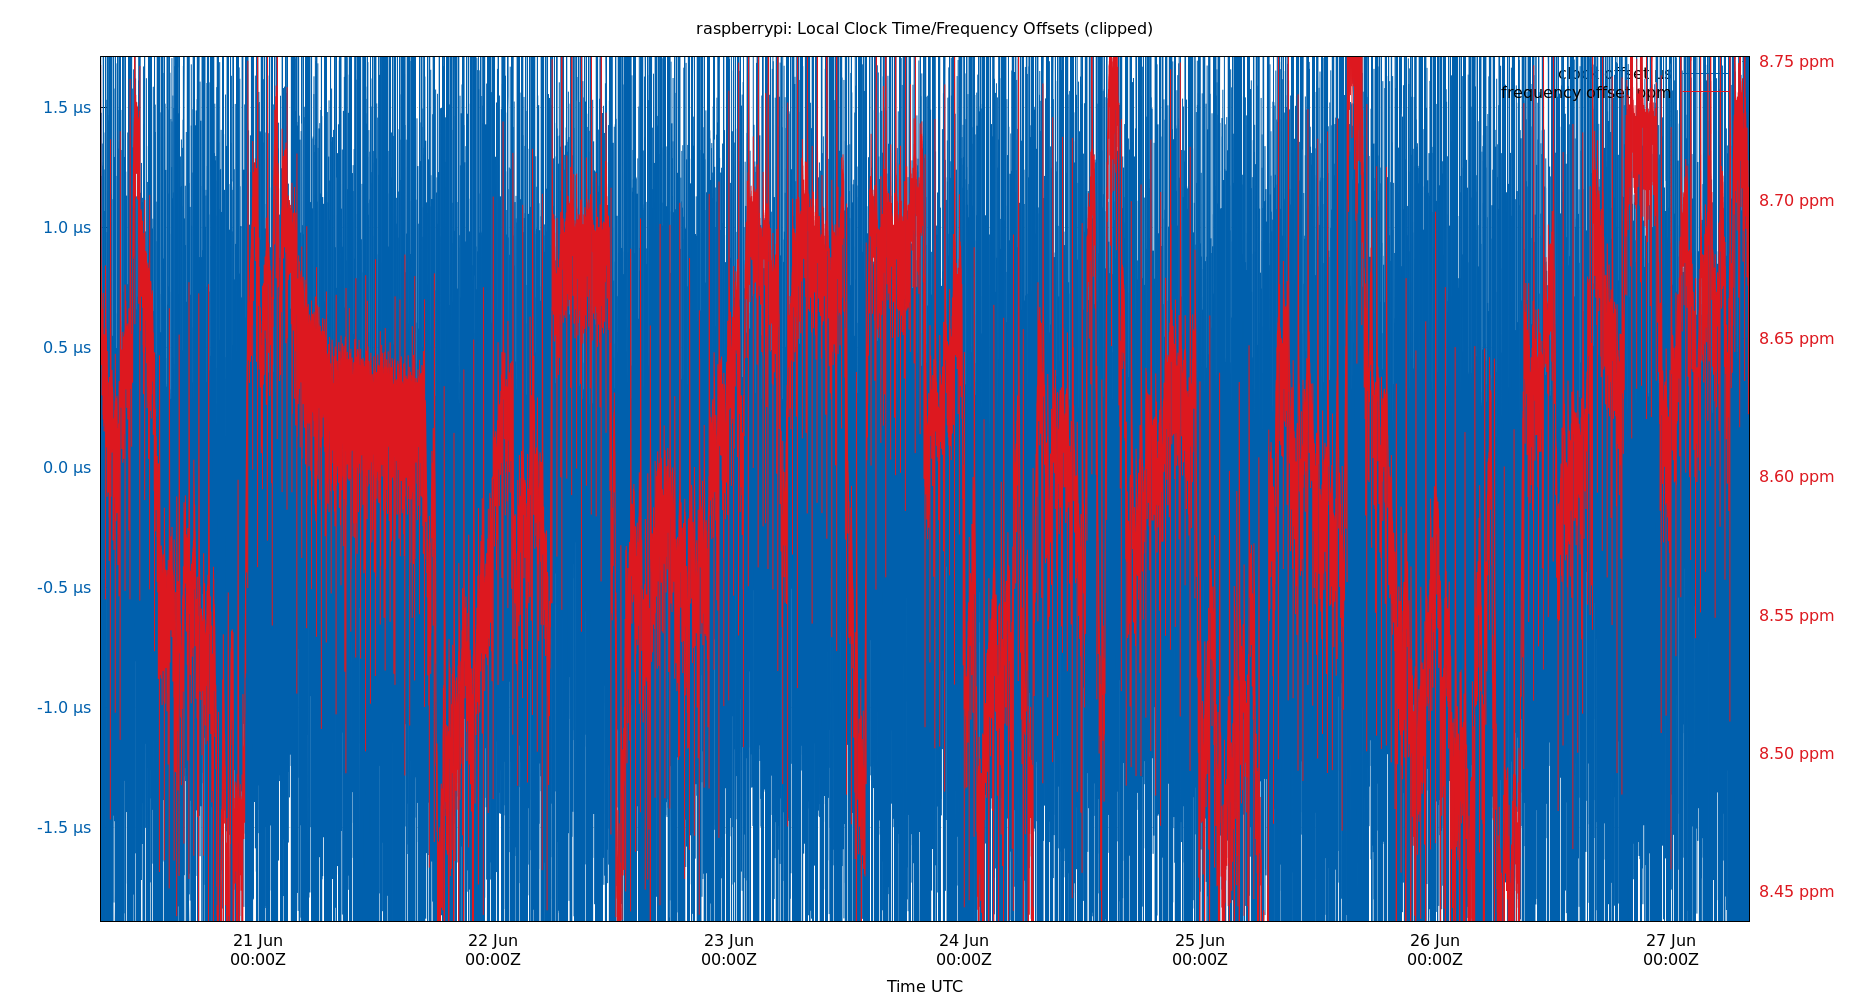 raspberrypi: Local Clock Time/Frequency Offsets (clipped)
8.75 ppm
clock offset µs
frequency offset ppm
1.5 µs
8.70 ppm
1.0 µs
0.5 µs
8.65 ppm
0.0 µs
8.60 ppm
-0.5 µs
8.55 ppm
-1.0 µs
8.50 ppm
-1.5 µs
8.45 ppm
21 Jun 22 Jun 23 Jun 24 Jun 25 Jun 26 Jun 27 Jun
00:00Z 00:00Z 00:00Z 00:00Z 00:00Z 00:00Z 00:00Z
Time UTC